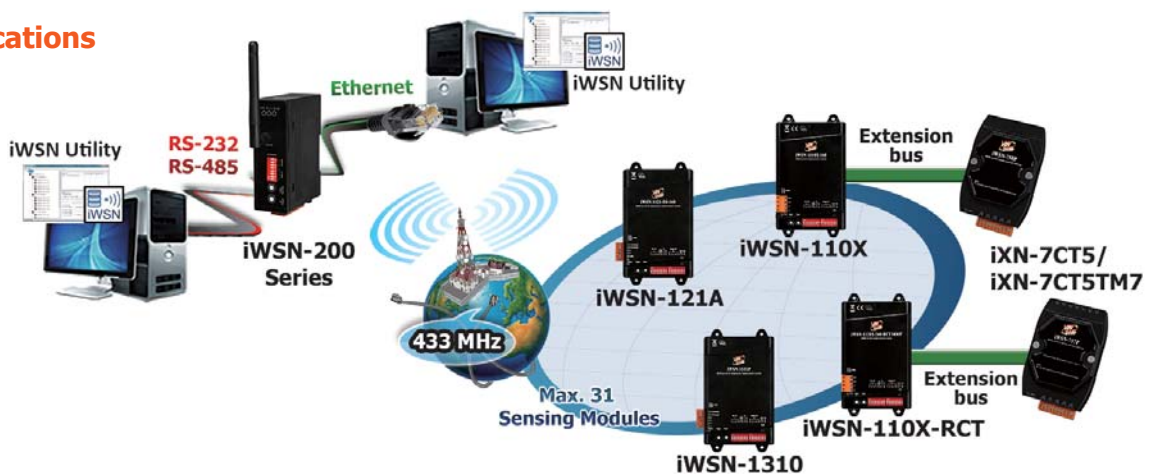 cations
iWSN
iWSN Utility
Ethernet
iWSN Utility
iWSN
RS-232
RS-485
iWSN-200
Series
433 MHz
Max. 31
Sensing Modules
iWSN-121A
iWSN-110X
Extension
bus
iXN-7CT5/
iXN-7CT5TM7
iWSN-1310
iWSN-110X-RCT
Extension
bus